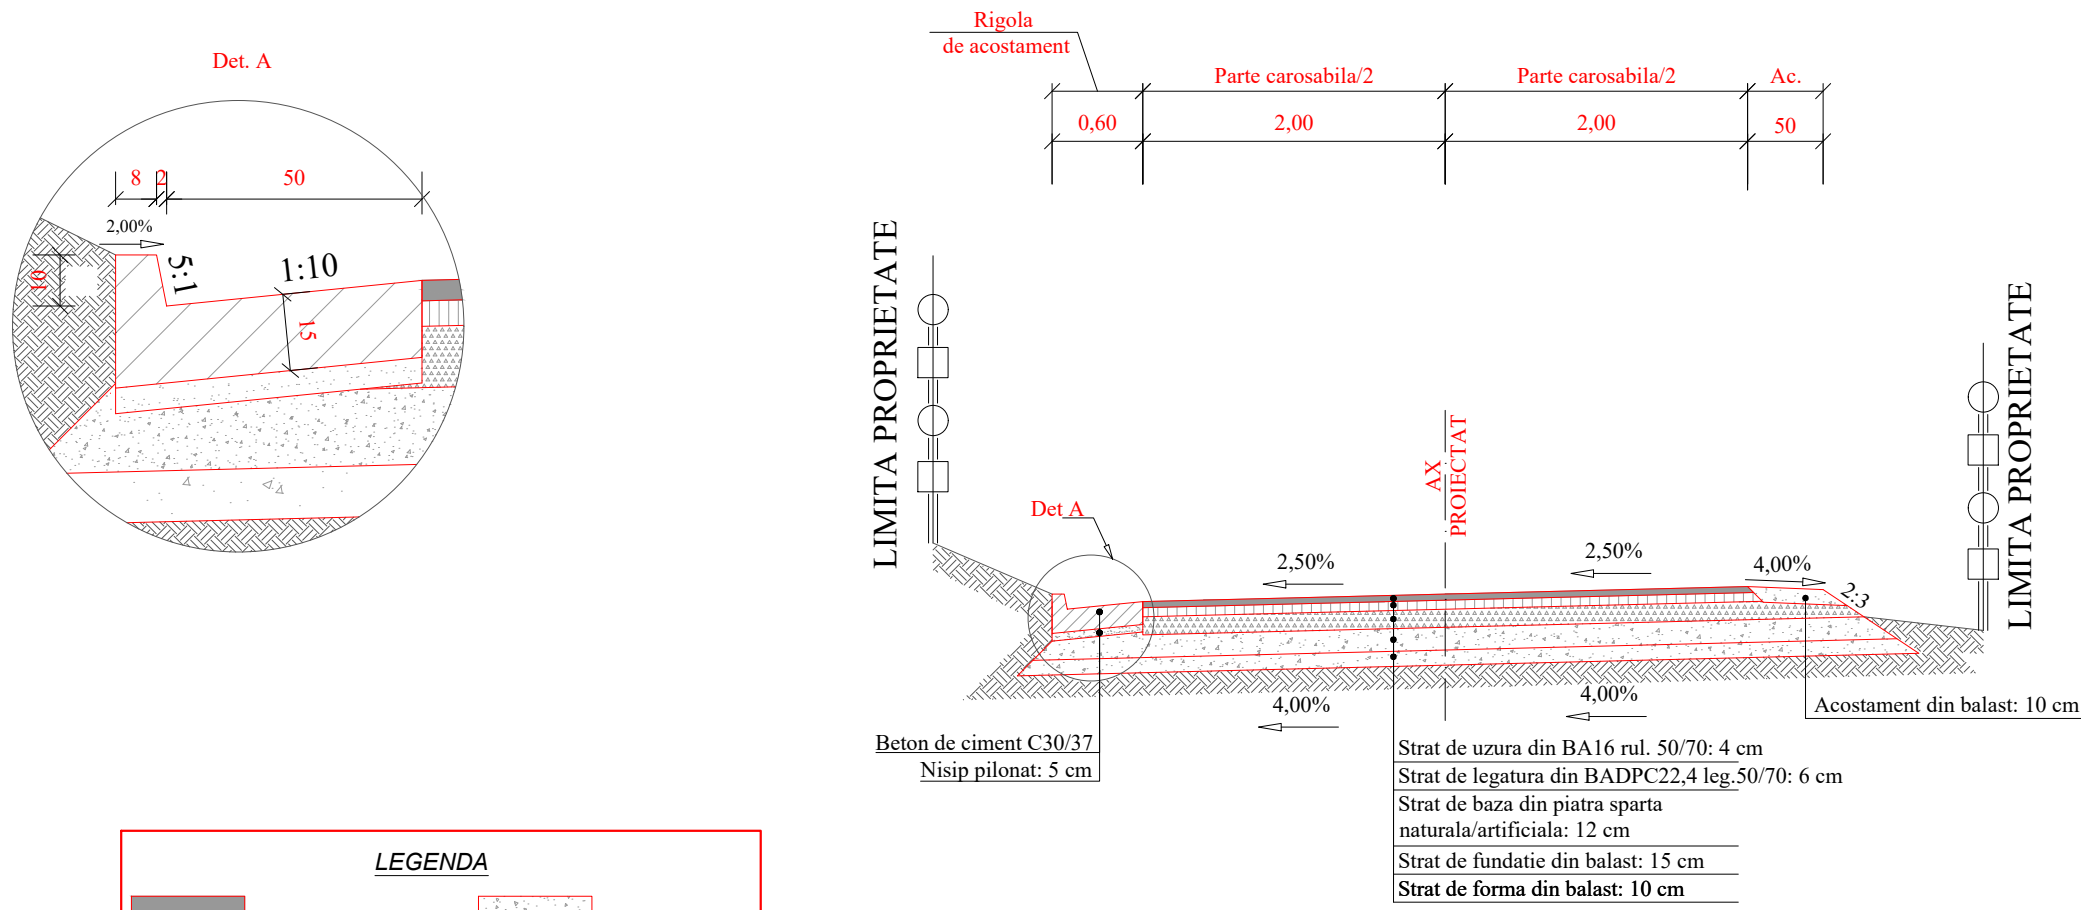 Det. A
8 2 50
2,00%
10
5:1
1:10
15
Rigola
de acostament
Parte carosabila/2
Parte carosabila/2
Ac.
0,60
2,00
2,00
50
LIMITA PROPRIETATE
LIMITA PROPRIETATE
AX
PROIECTAT
Det A
2,50%
2,50%
4,00%
2:3
4,00%
4,00%
Acostament din balast: 10 cm
Beton de ciment C30/37
Nisip pilonat: 5 cm
Strat de uzura din BA16 rul. 50/70: 4 cm
Strat de legatura din BADPC22,4 leg.50/70: 6 cm
Strat de baza din piatra sparta
naturala/artificiala: 12 cm
Strat de fundatie din balast: 15 cm
Strat de forma din balast: 10 cm
LEGENDA